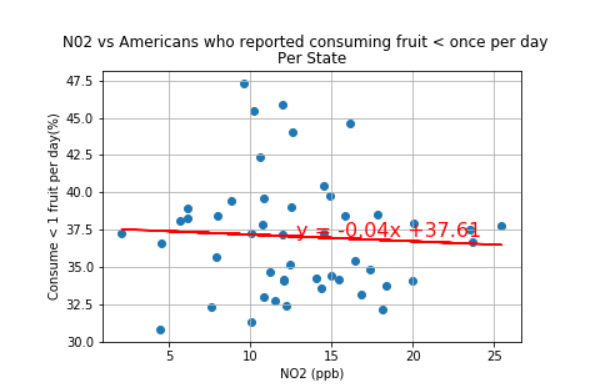 N02 vs Americans who reported consuming fruit < once per day
Per State
47.5
45.0
42.5
40.0
37.5
35.0
32.5
30.0
Consume < 1 fruit per day(%)
y = -0.04x +37.61
5
10
15
20
25
NO2 (ppb)